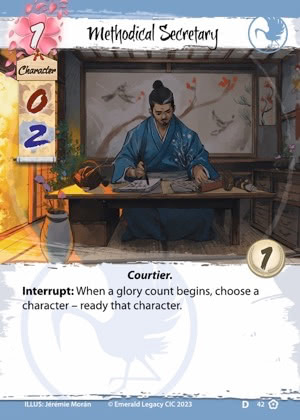 1
Methodical Secretary
Character
0
2
1
Courtier.
Interrupt: When a glory count begins, choose a
character – ready that character.
ILLUS: Jérémie Morán © Emerald Legacy CIC 2023 D 42